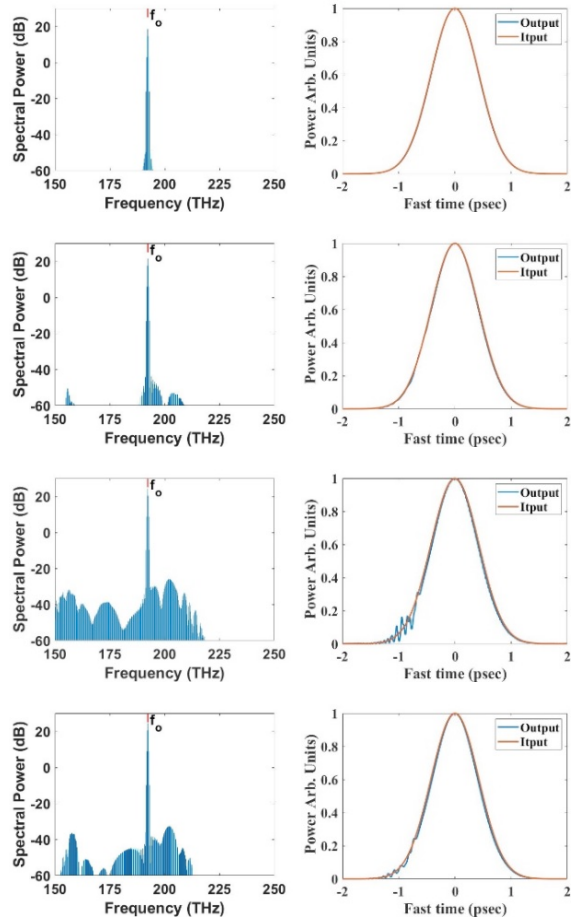 fo
Spectral Power (dB)
20
0
-20
-40
-60
150 175 200 225 250
Frequency (THz)
Power Arb. Units)
1
0.8
0.6
0.4
0.2
0
-2 -1 0 1 2
Fast time (psec)
Output
Itput
fo
Spectral Power (dB)
20
0
-20
-40
-60
150 175 200 225 250
Frequency (THz)
Power Arb. Units)
1
0.8
0.6
0.4
0.2
0
-2 -1 0 1 2
Fast time (psec)
Output
Itput
fo
Spectral Power (dB)
20
0
-20
-40
-60
150 175 200 225 250
Frequency (THz)
Power Arb. Units)
1
0.8
0.6
0.4
0.2
0
-2 -1 0 1 2
Fast time (psec)
Output
Itput
fo
Spectral Power (dB)
20
0
-20
-40
-60
150 175 200 225 250
Frequency (THz)
Power Arb. Units)
1
0.8
0.6
0.4
0.2
0
-2 -1 0 1 2
Fast time (psec)
Output
Itput